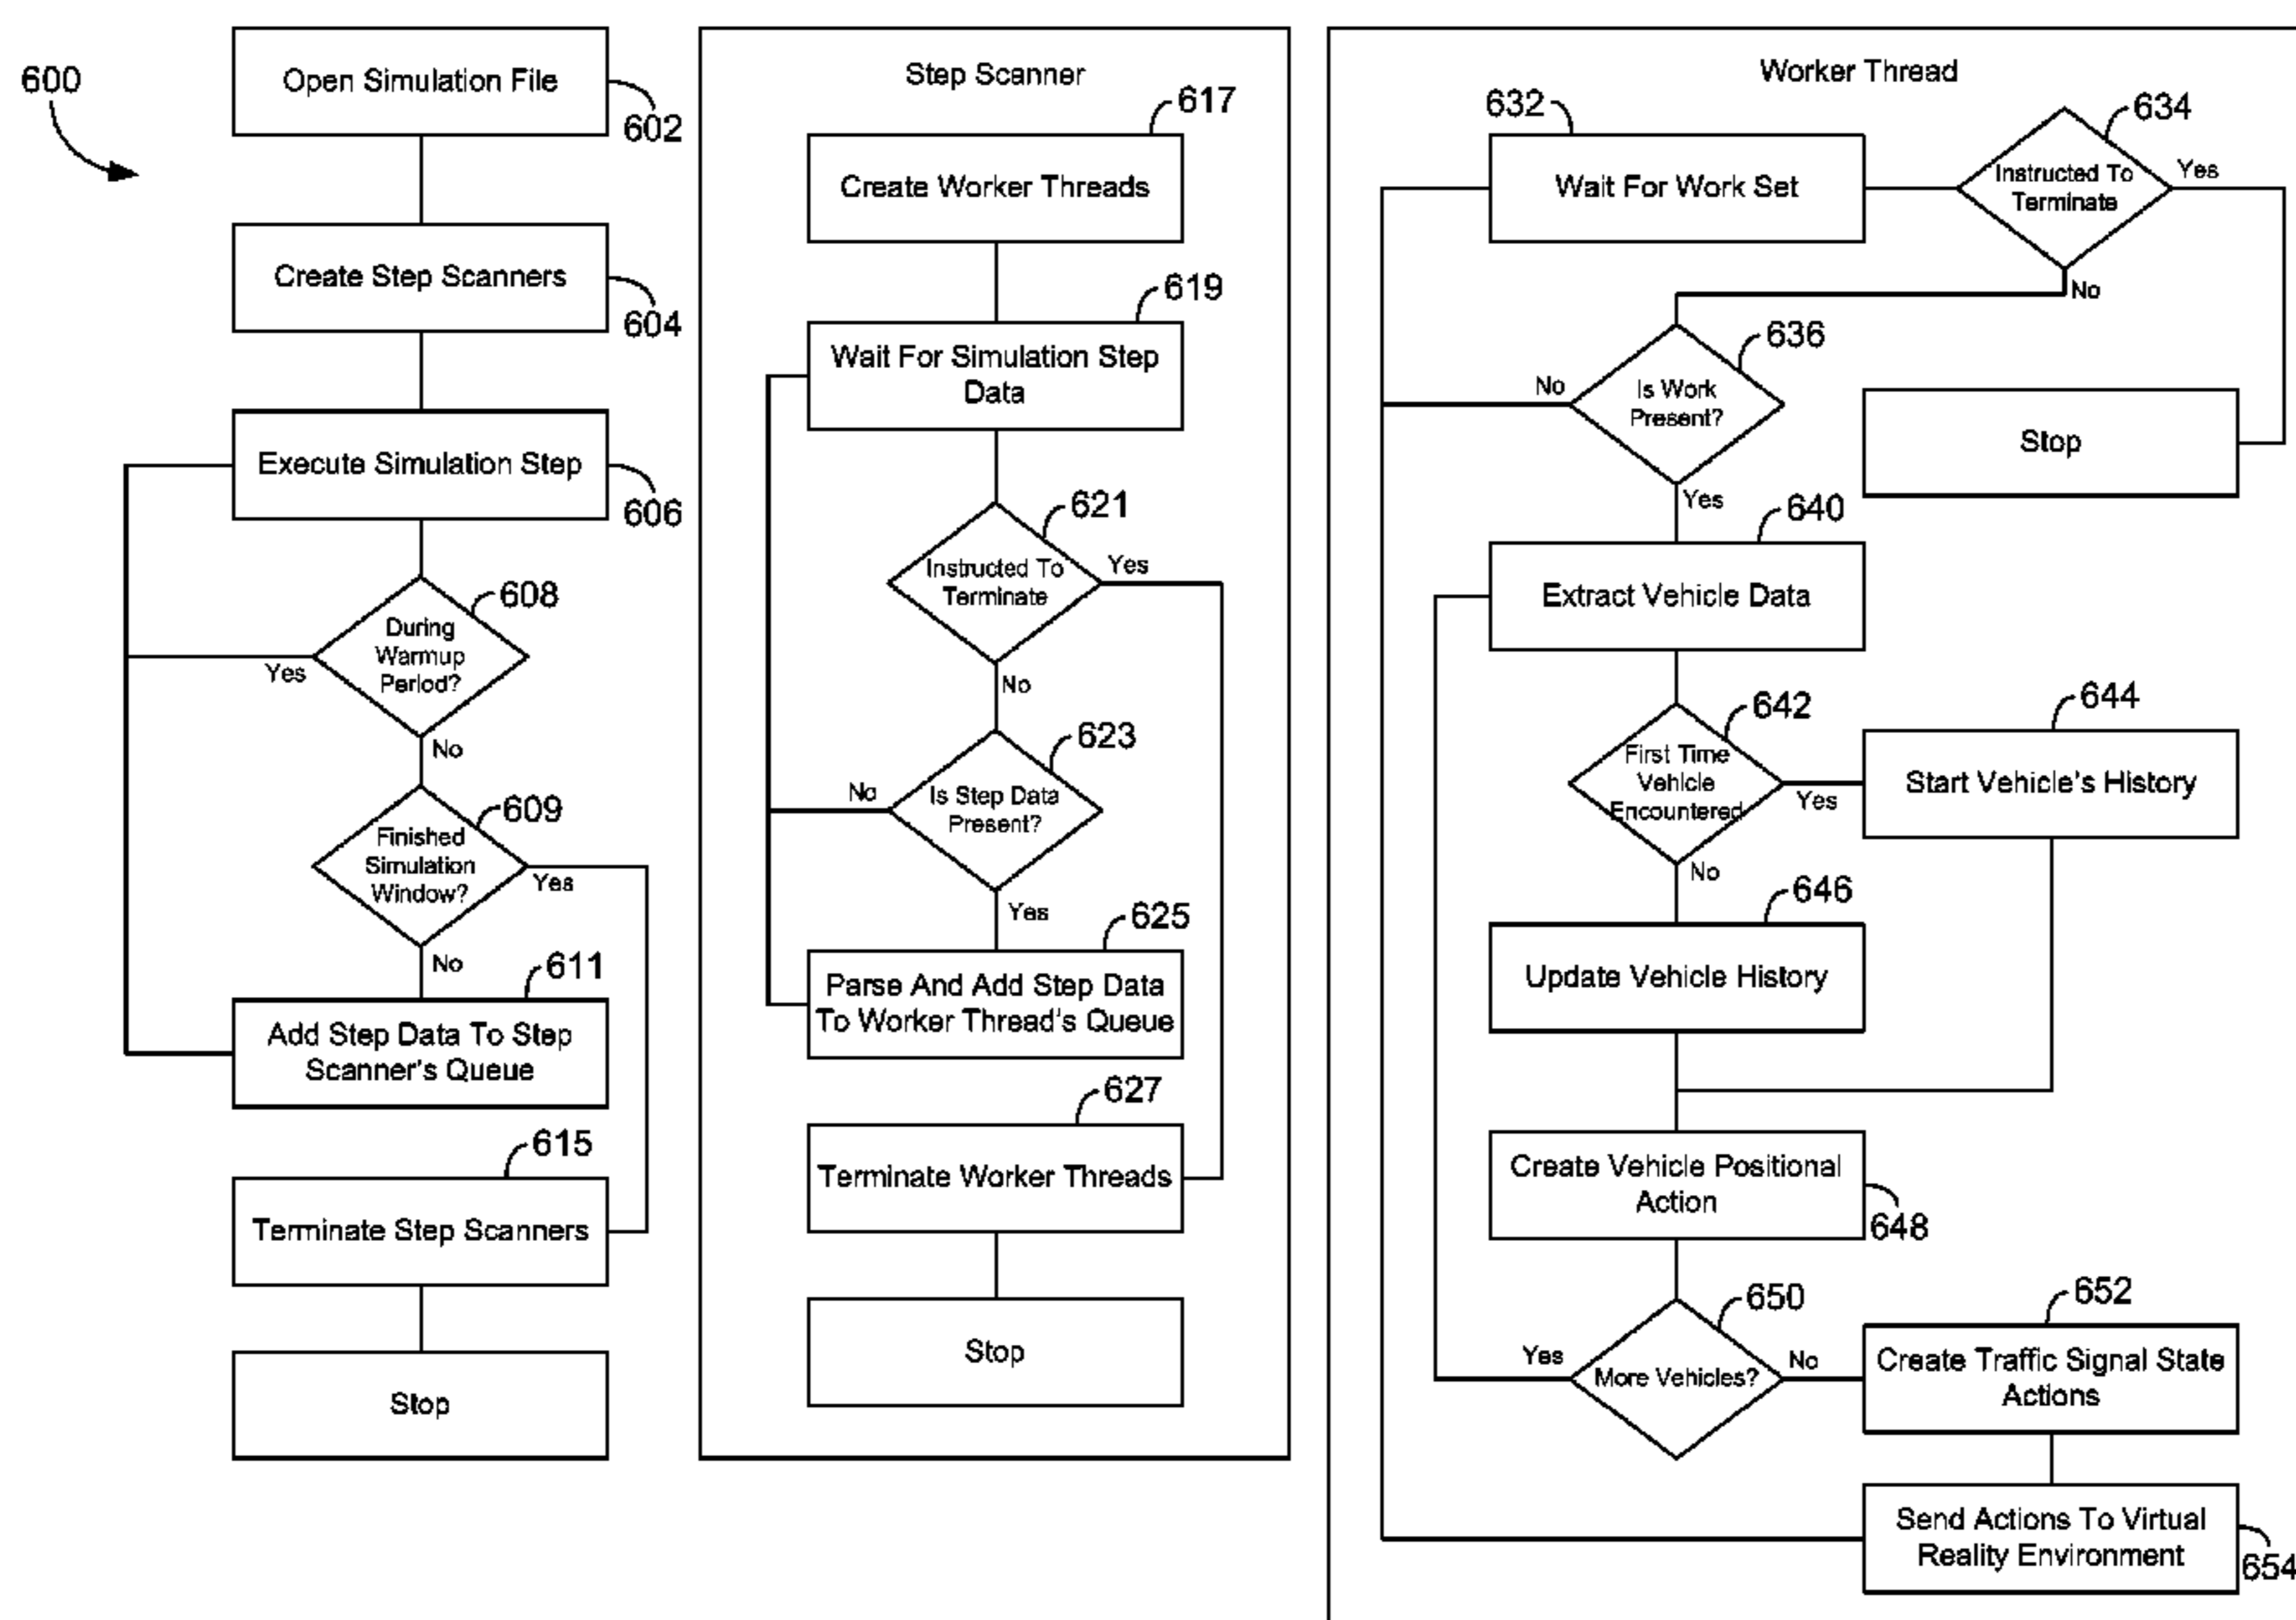 600
Open Simulation File
602
Create Step Scanners
604
Execute Simulation Step
606
608
During
Warmup
Period?
Yes
No
609
Finished
Simulation
Window?
Yes
No
611
Add Step Data To Step
Scanner's Queue
615
Terminate Step Scanners
Stop
Step Scanner
617
Create Worker Threads
619
Wait For Simulation Step
Data
621
Instructed To
Terminate
Yes
No
623
Is Step Data
Present?
No
Yes
625
Parse And Add Step Data
To Worker Thread's Queue
627
Terminate Worker Threads
Stop
Worker Thread
632
Wait For Work Set
634
Instructed To
Terminate
Yes
No
636
Is Work
Present?
No
Yes
Stop
640
Extract Vehicle Data
642
First Time
Vehicle
Encountered
Yes
No
644
Start Vehicle's History
646
Update Vehicle History
Create Vehicle Positional
Action
648
650
More Vehicles?
Yes
No
652
Create Traffic Signal State
Actions
Send Actions To Virtual
Reality Environment
654